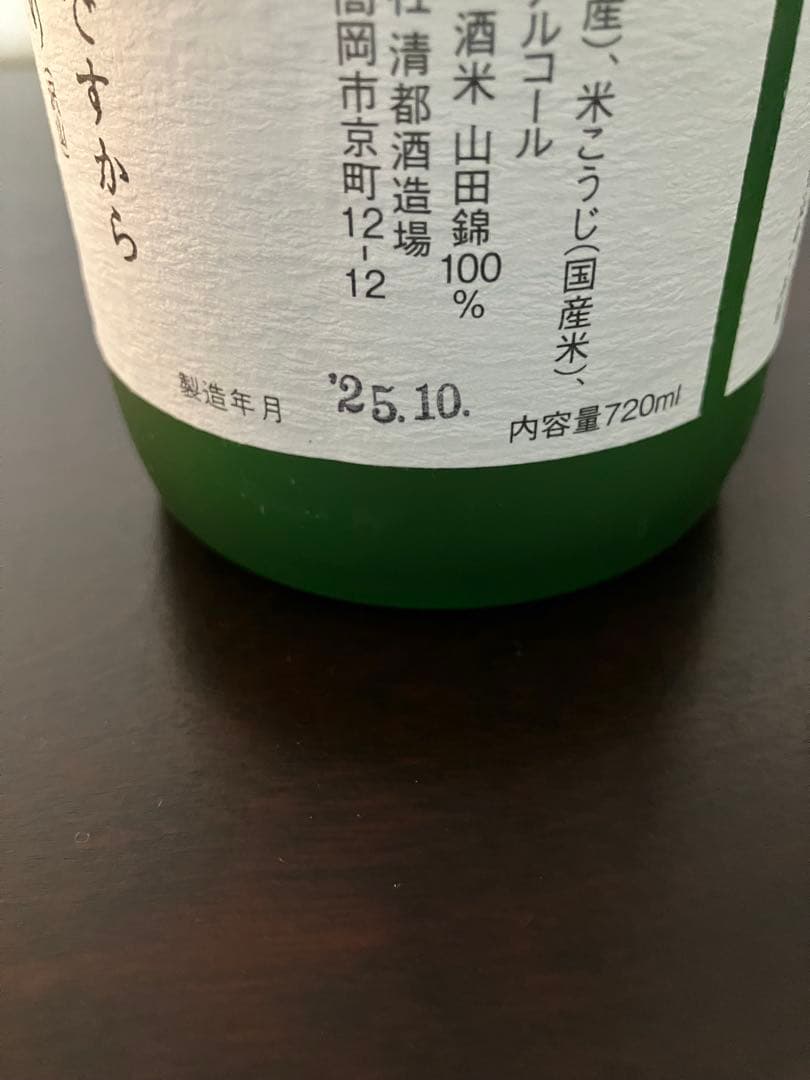 産)、米こうじ(国産米)、
アルコール
酒米 山田錦100%
社 清都酒造場
高岡市京町12-12
ですから
製造年月 '25.10.
内容量720ml